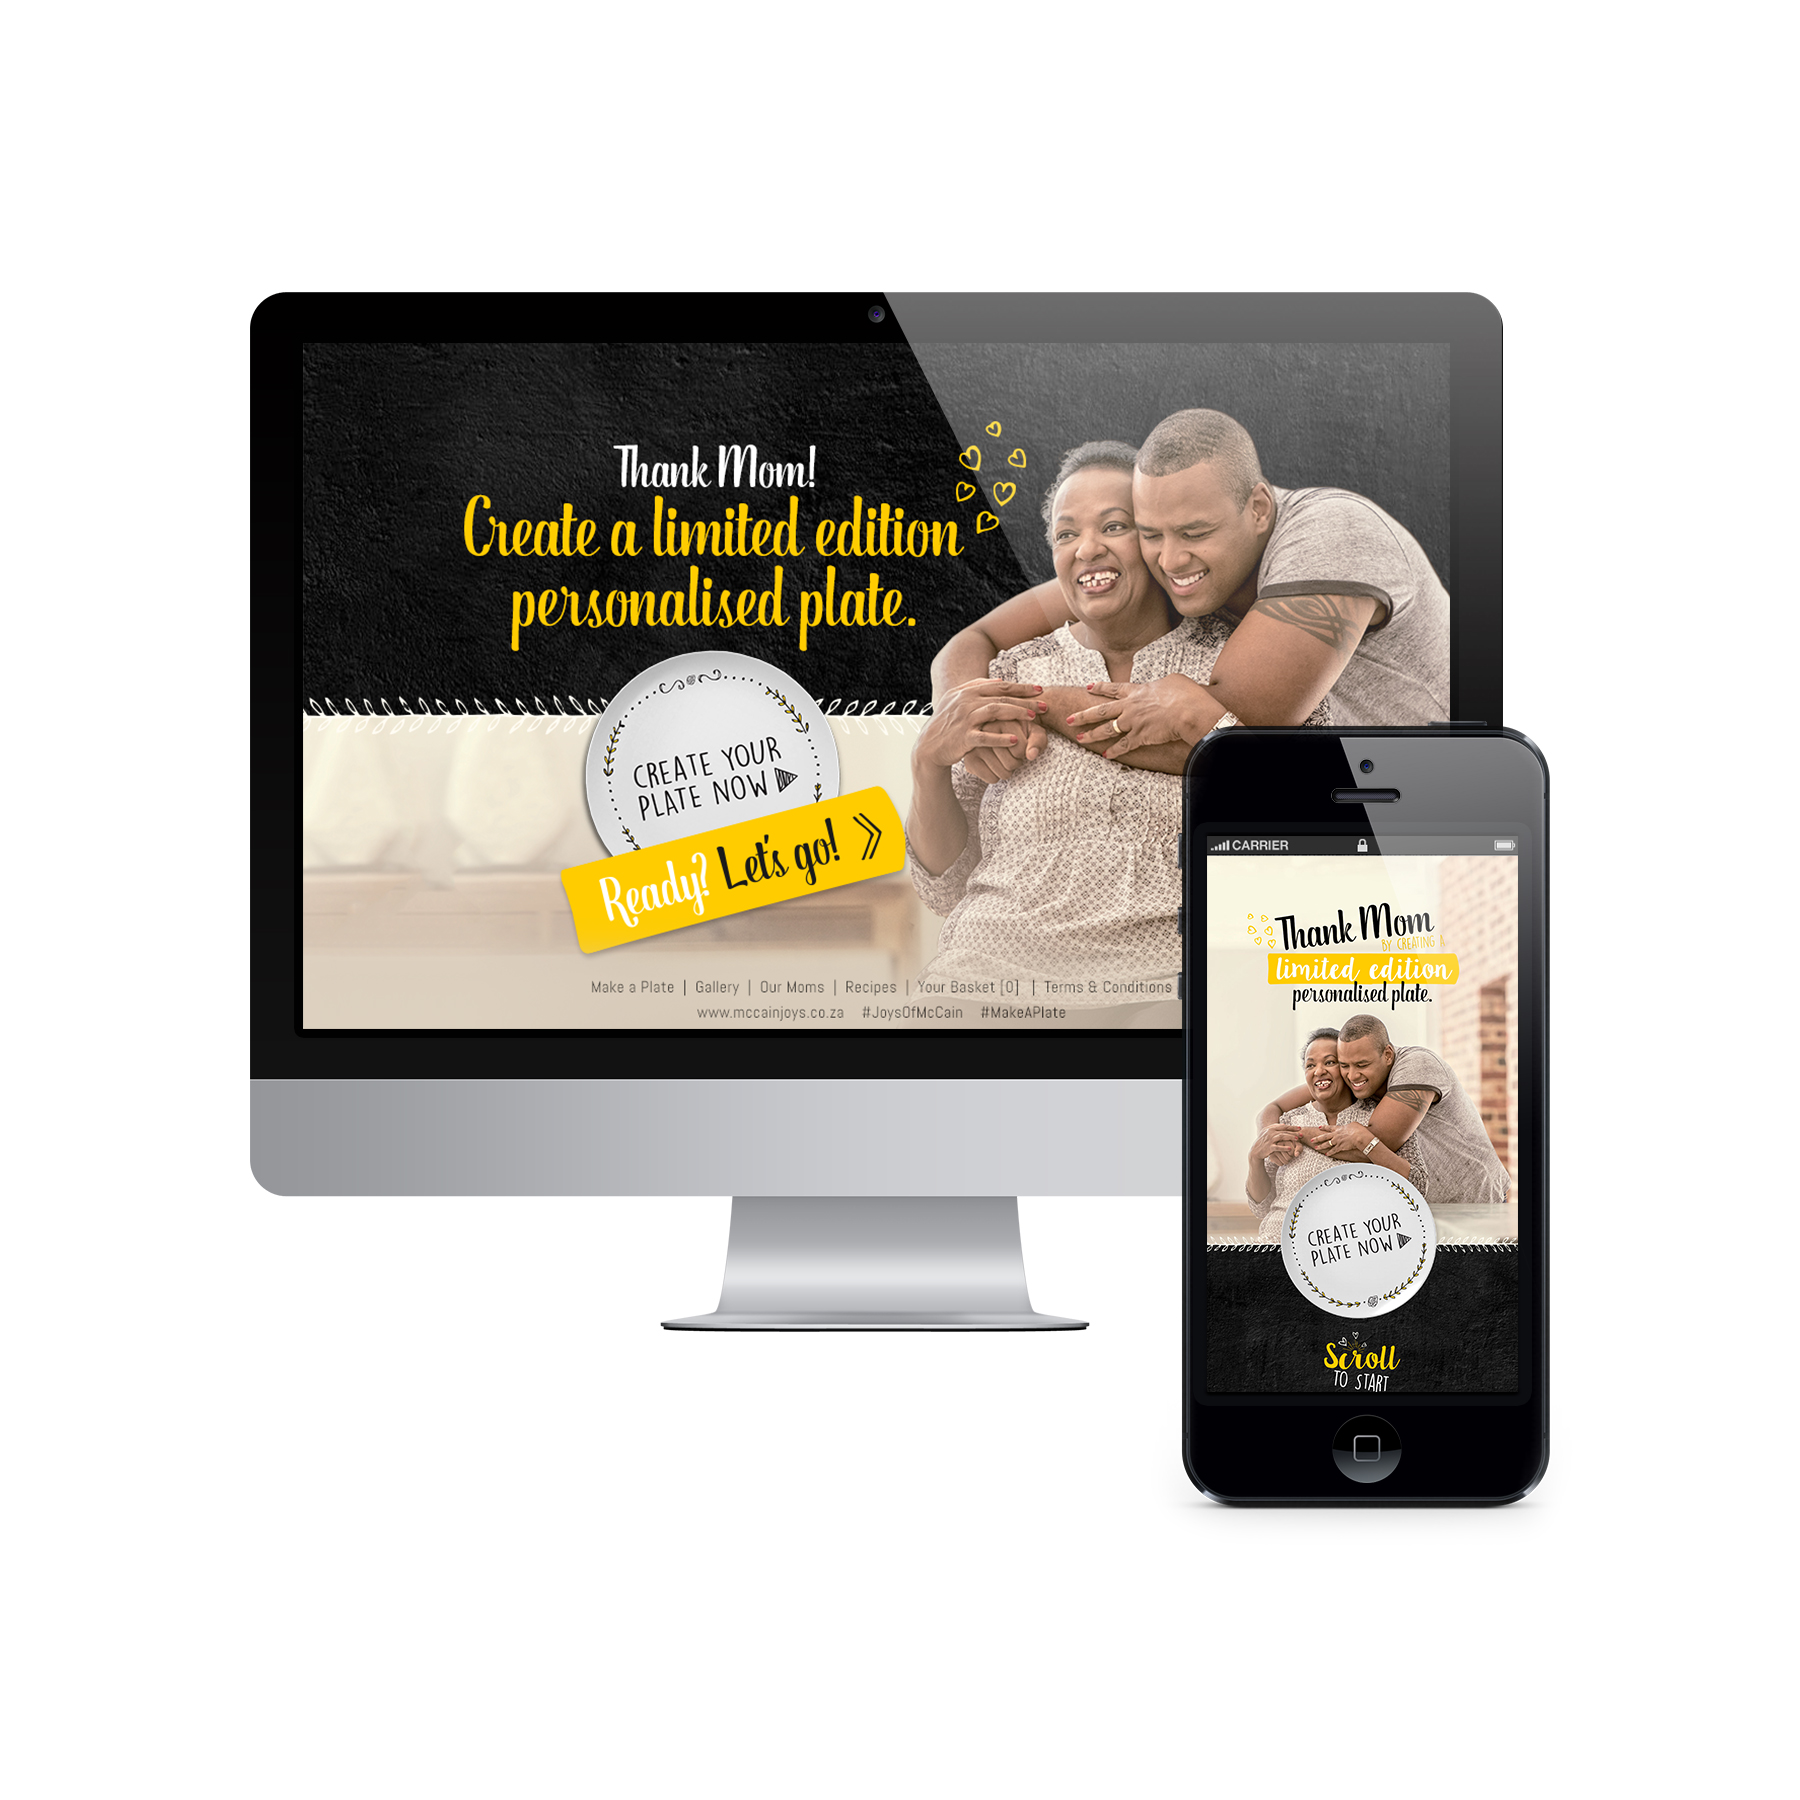 Thank Mom!
Create a limited edition
personalised plate.
CREATE YOUR
PLATE NOW
Ready? Let's go!
Make a Plate | Gallery | Our Moms | Recipes | Your Basket [0] | Terms & Conditions
www.mccainjoys.co.za #JoysOfMcCain #MakeAPlate
CARRIER
Thank Mom
BY CREATING A
limited edition
personalised plate.
CREATE YOUR
PLATE NOW
Scroll
TO START